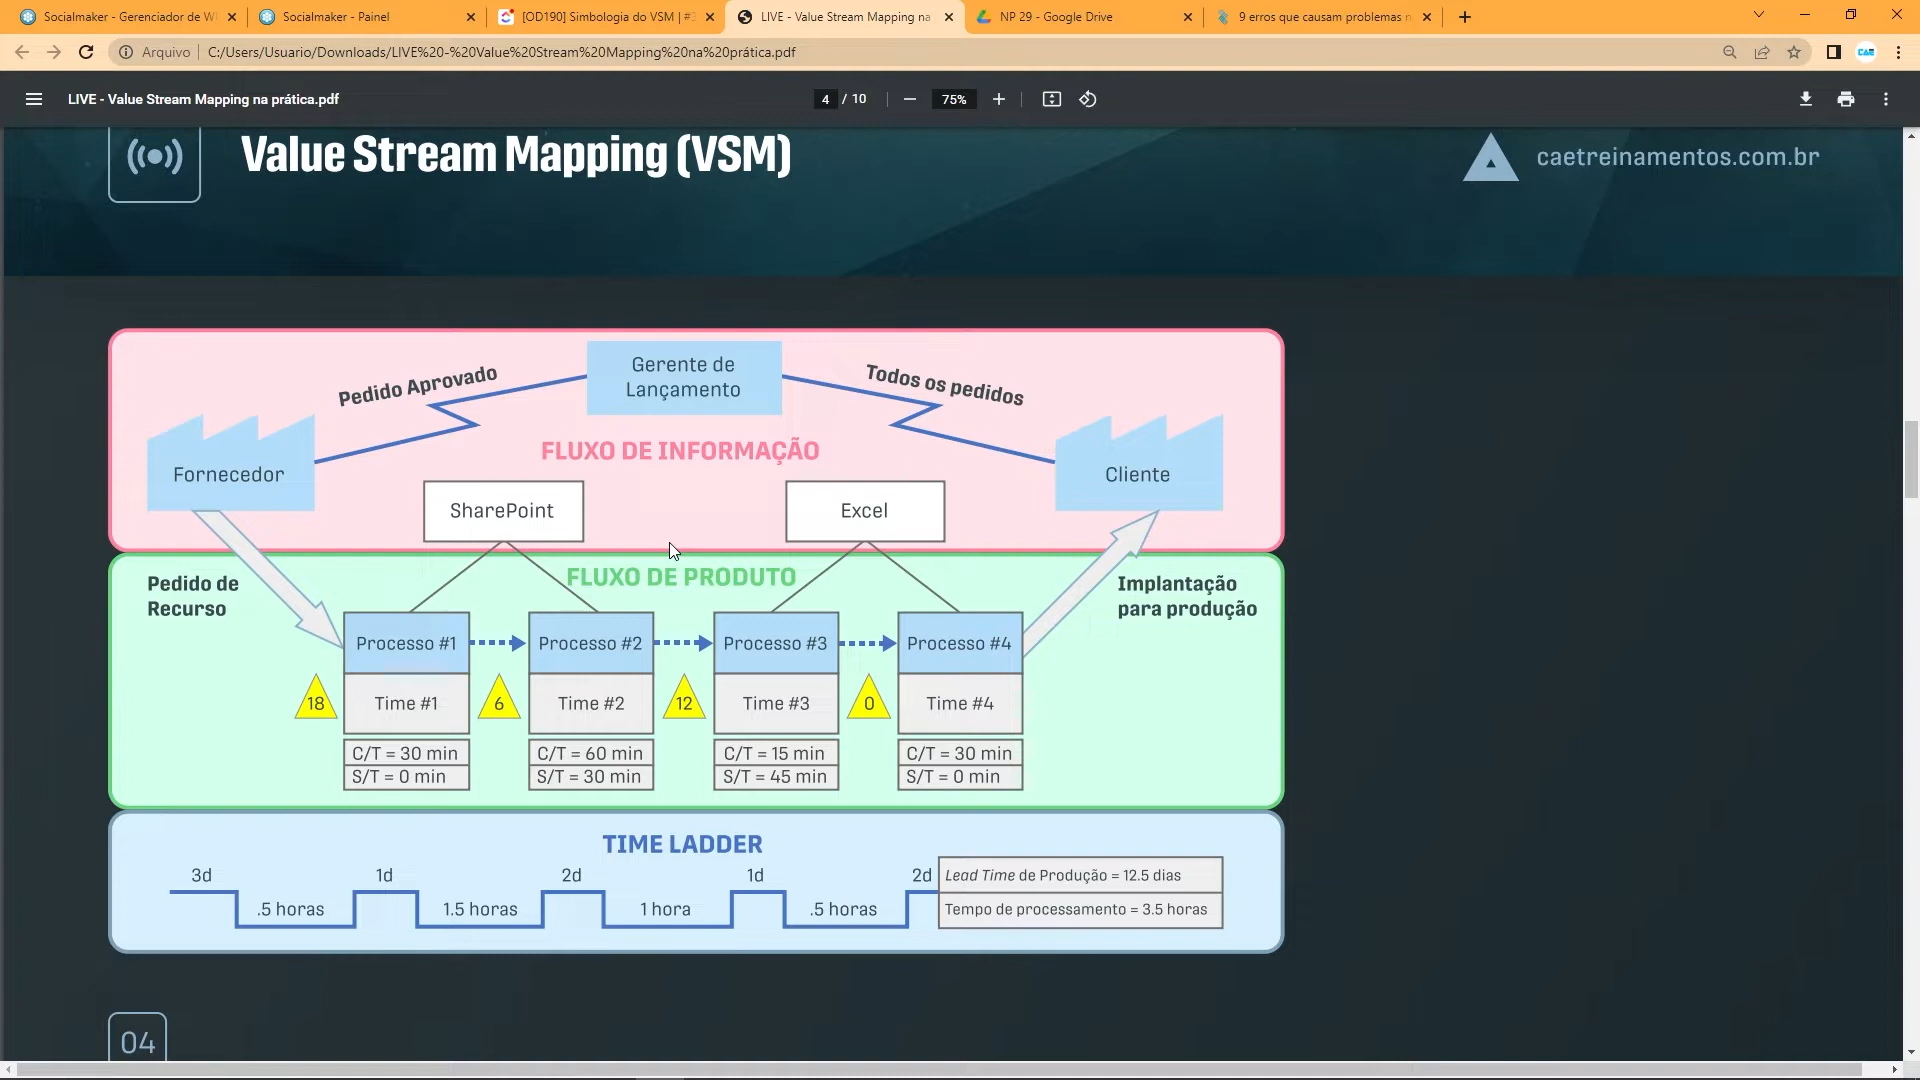 Socialmaker - Gerenciador de W
Socialmaker - Painel
[OD190] Simbologia do VSM | #
LIVE - Value Stream Mapping na
NP 29 - Google Drive
9 erros que causam problemas
Arquivo | C:/Users/Usuario/Downloads/LIVE%20-%20Value%20Stream%20Mapping%20na%20prática.pdf
CAE
LIVE - Value Stream Mapping na prática.pdf
4 / 10
75%
Value Stream Mapping (VSM)
caetreinamentos.com.br
Gerente de
Lançamento
Pedido Aprovado
Todos os pedidos
FLUXO DE INFORMAÇÃO
Fornecedor
Cliente
SharePoint
Excel
FLUXO DE PRODUTO
Pedido de
Recurso
Implantação
para produção
Processo #1
Processo #2
Processo #3
Processo #4
18
Time #1
6
Time #2
12
Time #3
0
Time #4
C/T = 30 min
C/T = 60 min
C/T = 15 min
C/T = 30 min
S/T = 0 min
S/T = 30 min
S/T = 45 min
S/T = 0 min
TIME LADDER
3d
1d
2d
1d
2d
Lead Time de Produção = 12.5 dias
.5 horas
1.5 horas
1 hora
.5 horas
Tempo de processamento = 3.5 horas
04